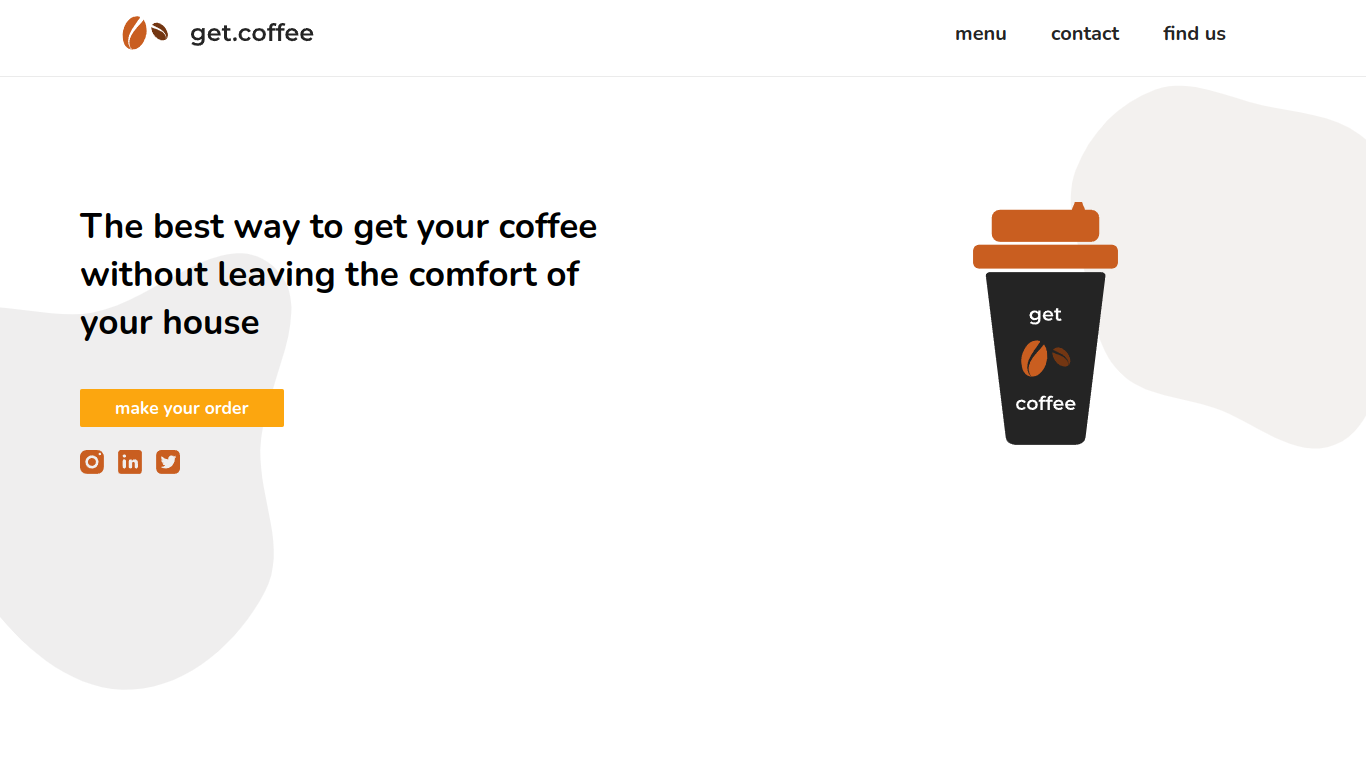 get.coffee
menu
contact
find us
The best way to get your coffee
without leaving the comfort of
your house
make your order
in
get
coffee